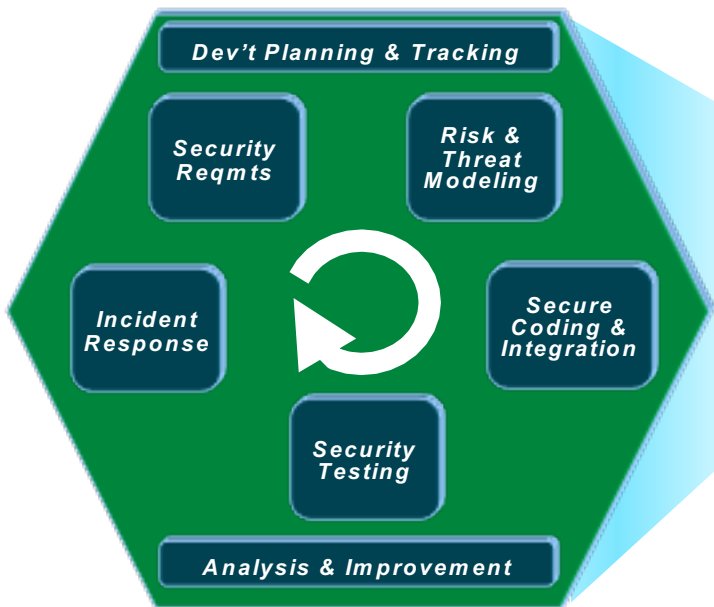 Dev’t Planning & Tracking
Security
Reqmts
Risk &
Threat
Modeling
Incident
Response
Secure
Coding &
Integration
Security
Testing
Analysis & Improvement